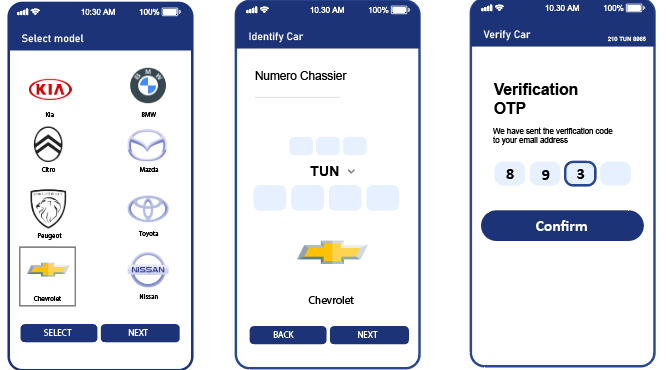 10:30 AM
100%
Select model
KIA
Kia
BMW
BMW
Citro
Mazda
PEUGEOT
Peugeot
Toyota
Chevrolet
NISSAN
Nissan
SELECT
NEXT
10.30 AM
100%
Identify Car
Numero Chassier
TUN
Chevrolet
BACK
NEXT
10.30 AM
100%
Verify Car
210 TUN 8965
Verification
OTP
We have sent the verification code
to your email address
8 9 3
Confirm